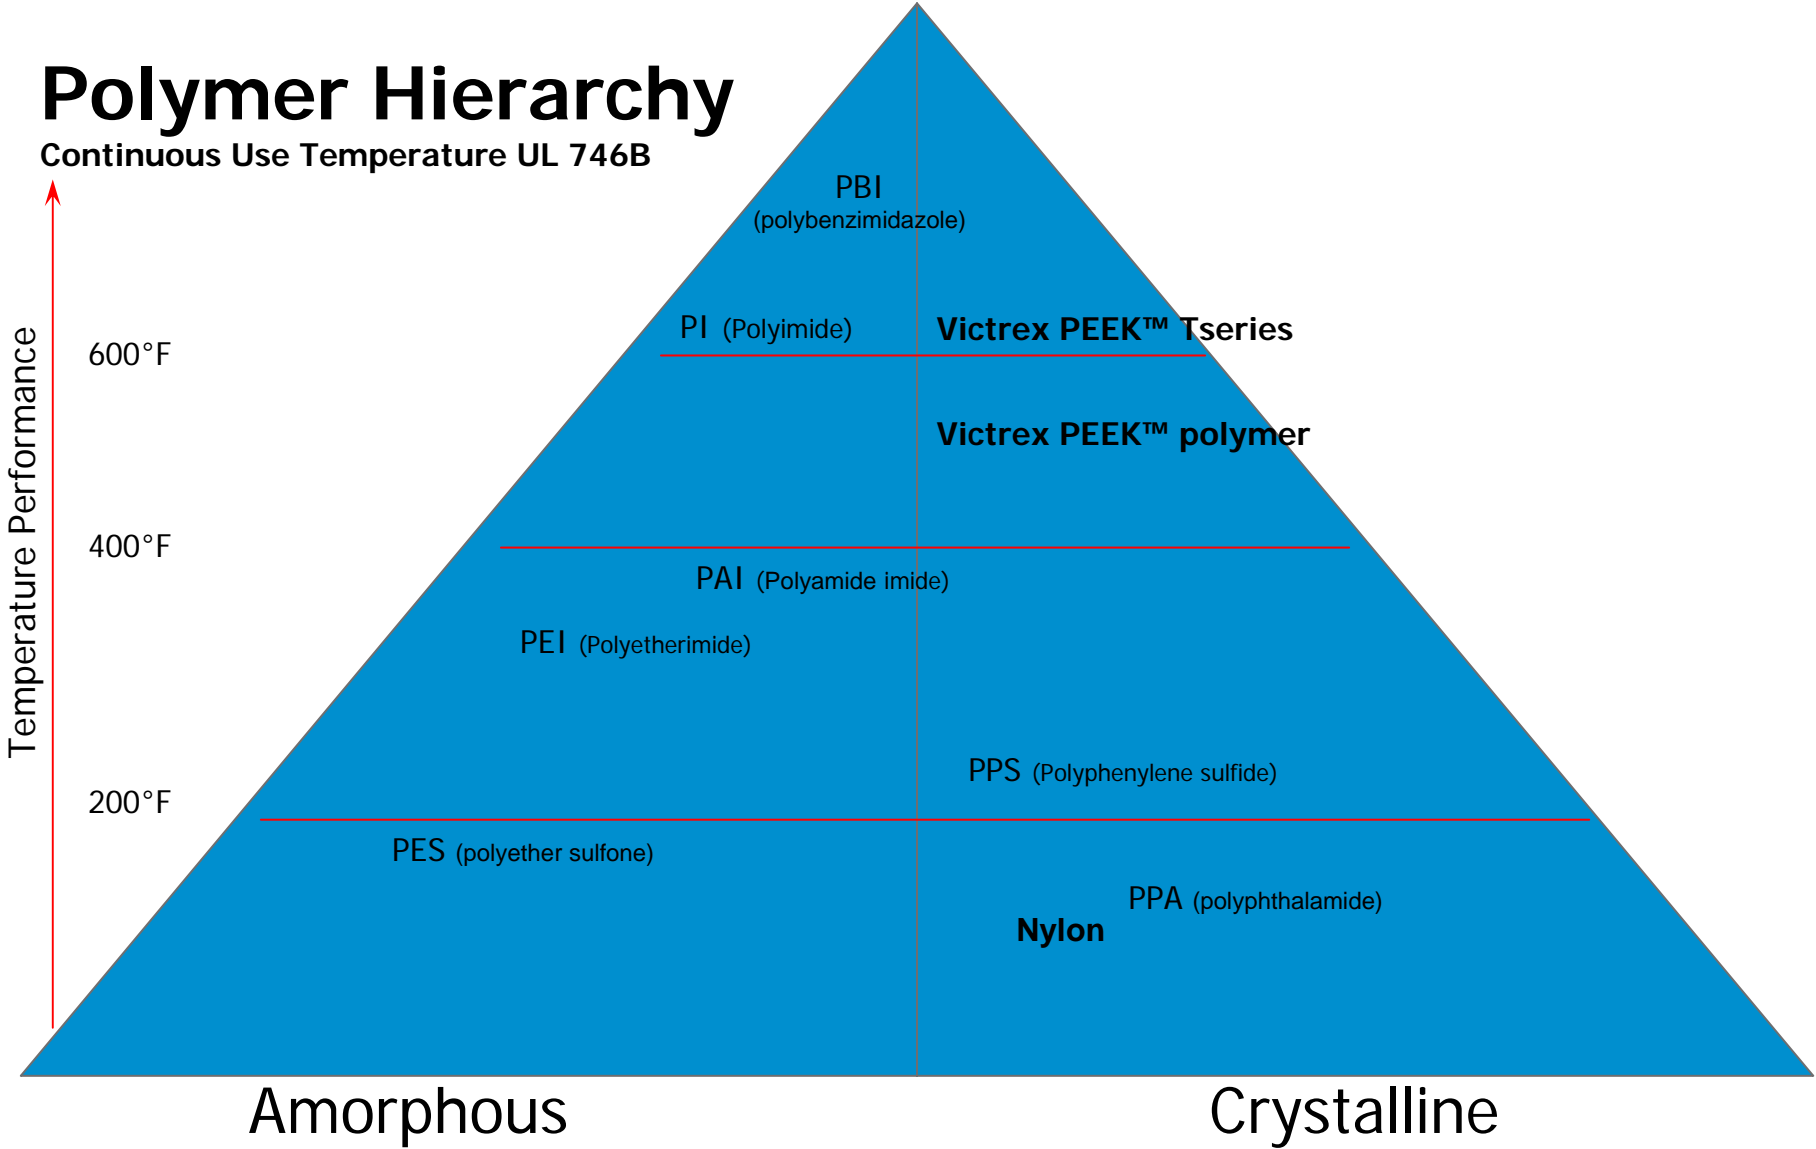 Polymer Hierarchy
Continuous Use Temperature UL 746B
PBI
(polybenzimidazole)
PI (Polyimide)
Victrex PEEK™ Tseries
600°F
Victrex PEEK™ polymer
Temperature Performance
400°F
PAI (Polyamide imide)
PEI (Polyetherimide)
PPS (Polyphenylene sulfide)
200°F
PES (polyether sulfone)
PPA (polyphthalamide)
Nylon
Amorphous
Crystalline